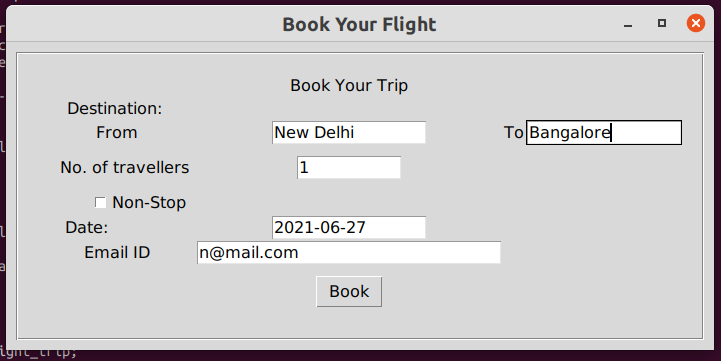 Book Your Flight
Book Your Trip
Destination:
From New Delhi To Bangalore
No. of travellers 1
Non-Stop
Date: 2021-06-27
Email ID n@mail.com
Book
ight_trip;